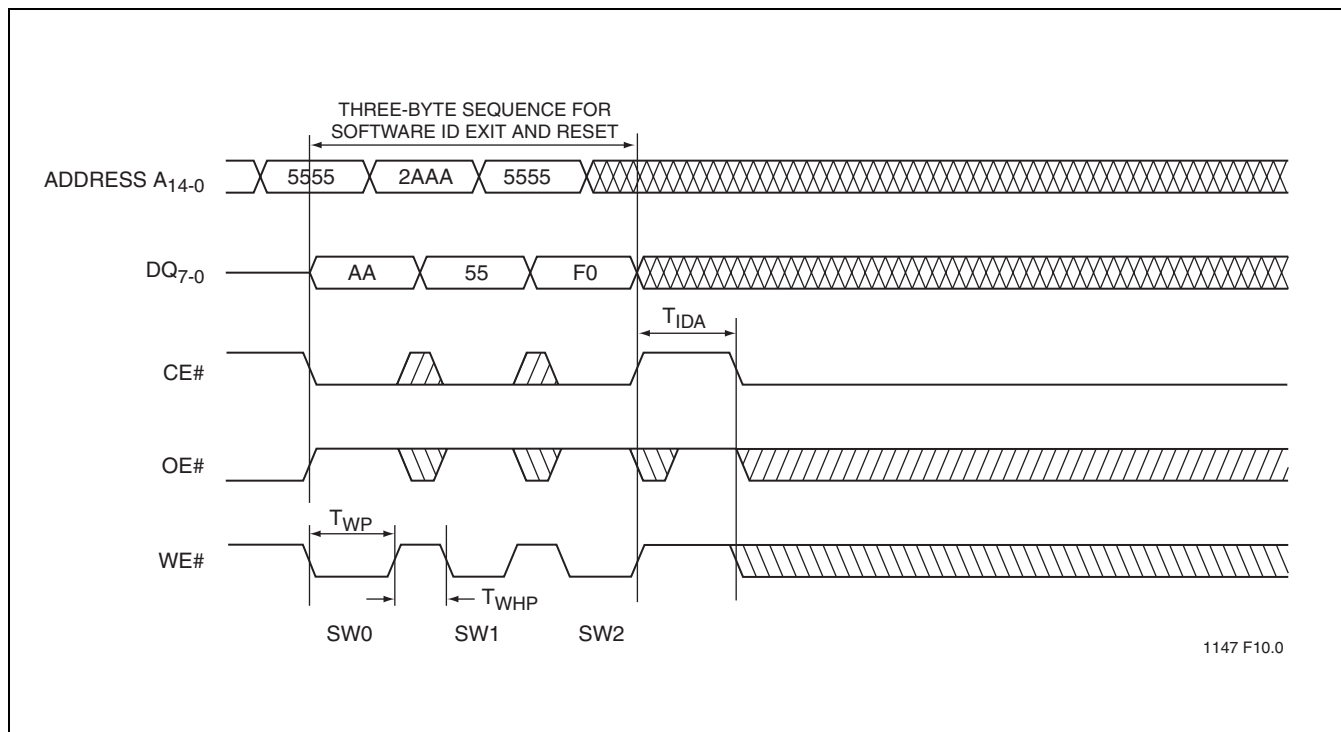 THREE-BYTE SEQUENCE FOR
SOFTWARE ID EXIT AND RESET
ADDRESS A14-0
5555 2AAA 5555
DQ7-0
AA 55 F0
TIDA
CE#
OE#
TWP
WE#
TWHP
SW0 SW1 SW2
1147 F10.0